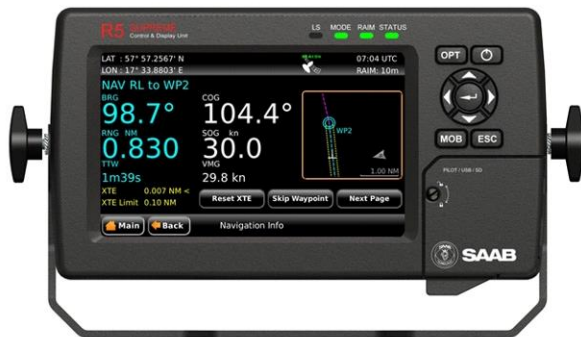 R5 SUPREME
Control & Display Unit
LS MODE RAIM STATUS
LAT : 57° 57.2567' N
LON : 17° 33.8803' E
07:04 UTC
RAIM: 10m
NAV RL to WP2
BRG
98.7°
COG
104.4°
RNG NM
0.830
SOG kn
30.0
TTW
1m39s
VMG
29.8 kn
XTE 0.007 NM <
XTE Limit 0.10 NM
WP2
1.00 NM
Reset XTE
Skip Waypoint
Next Page
Main
Back
Navigation Info
OPT
MOB
ESC
PILOT / USB / SD
SAAB